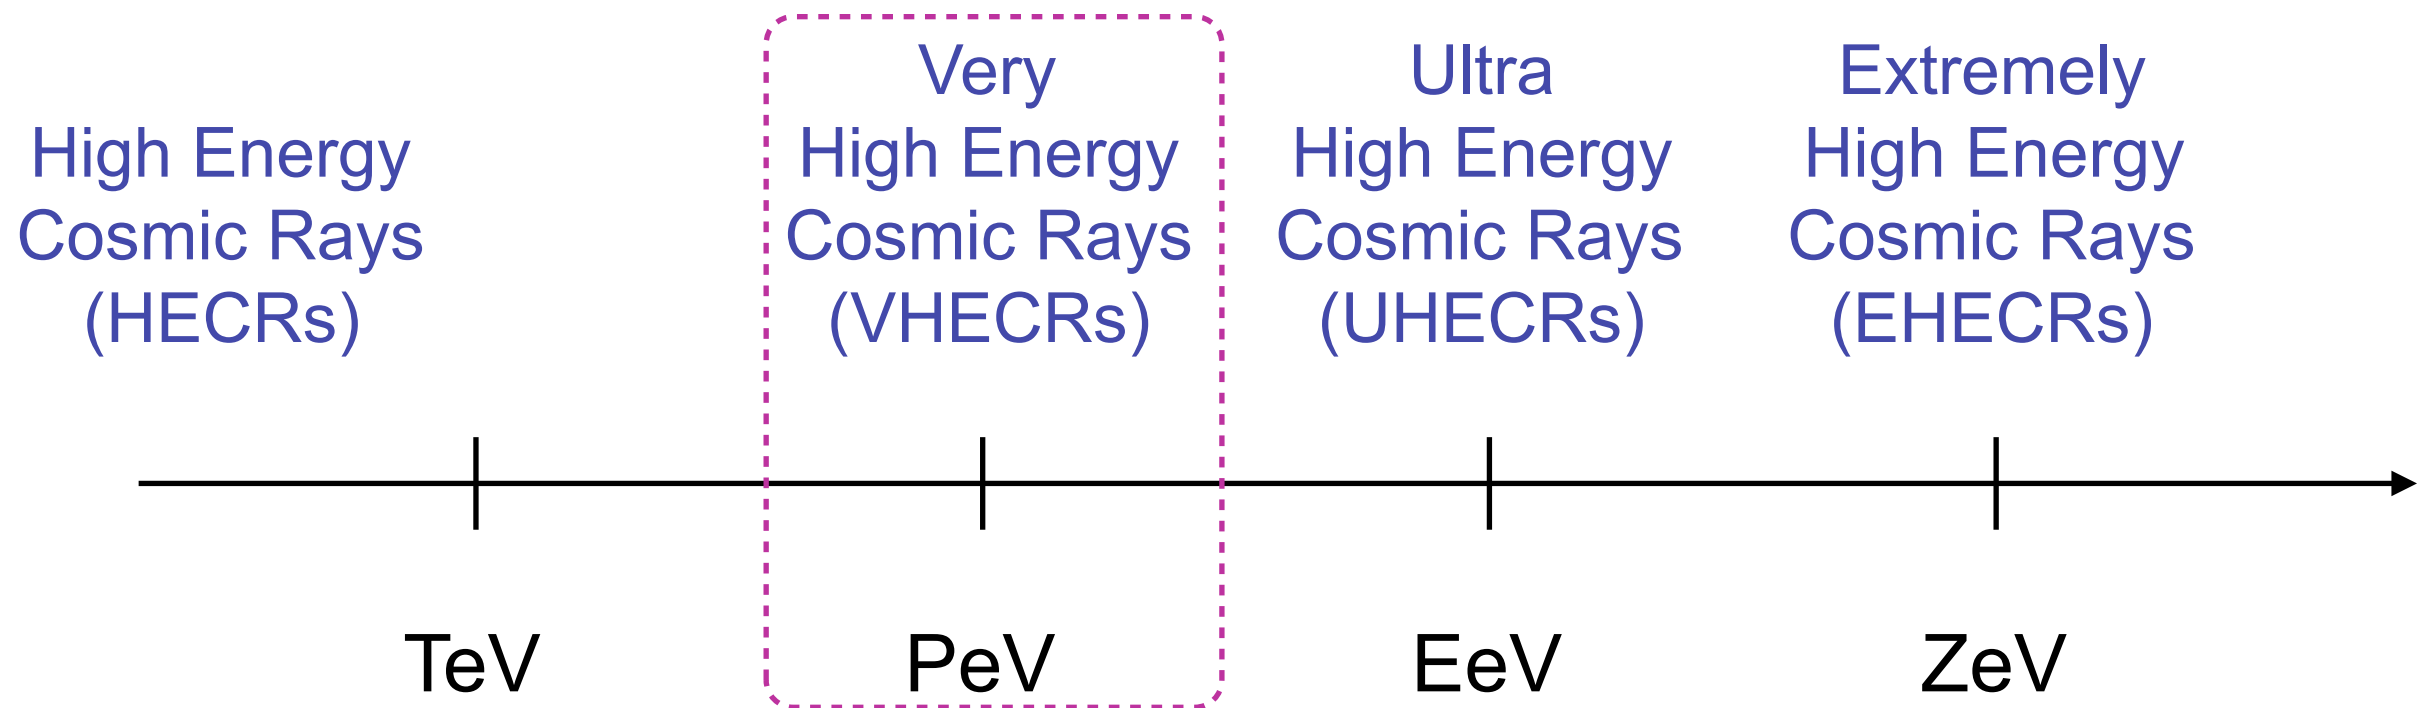 High Energy
Cosmic Rays
(HECRs)
Very
High Energy
Cosmic Rays
(VHECRs)
Ultra
High Energy
Cosmic Rays
(UHECRs)
Extremely
High Energy
Cosmic Rays
(EHECRs)
TeV
PeV
EeV
ZeV